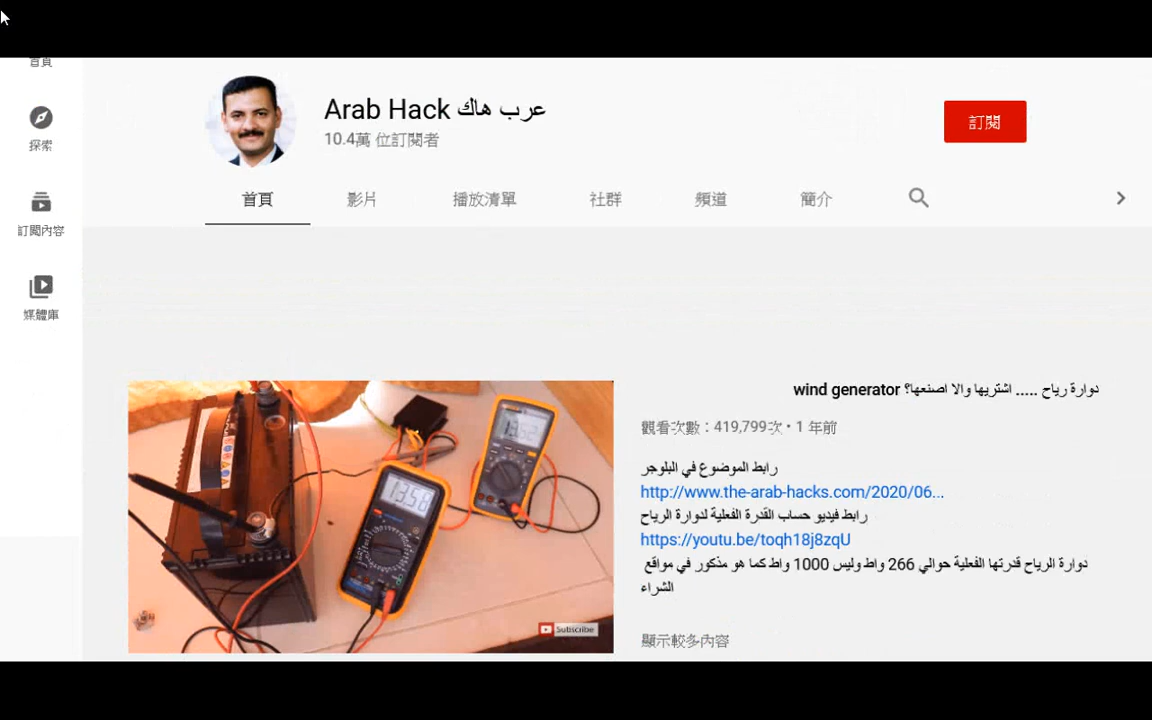 首頁
探索
訂閱內容
媒體庫
Arab Hack عرب هاك
10.4萬 位訂閱者
訂閱
首頁 影片 播放清單 社群 頻道 簡介
دوارة رياح ..... اشتريها والا اصنعها؟ wind generator
觀看次數：419,799次 • 1 年前
رابط الموضوع في البلوجر
http://www.the-arab-hacks.com/2020/06...
رابط فيديو حساب القدرة الفعلية لدوارة الرياح
https://youtu.be/toqh18j8zqU
دوارة الرياح قدرتها الفعلية حوالي 266 واط وليس 1000 واط كما هو مذكور في مواقع
الشراء
顯示較多內容
13.58
Subscribe